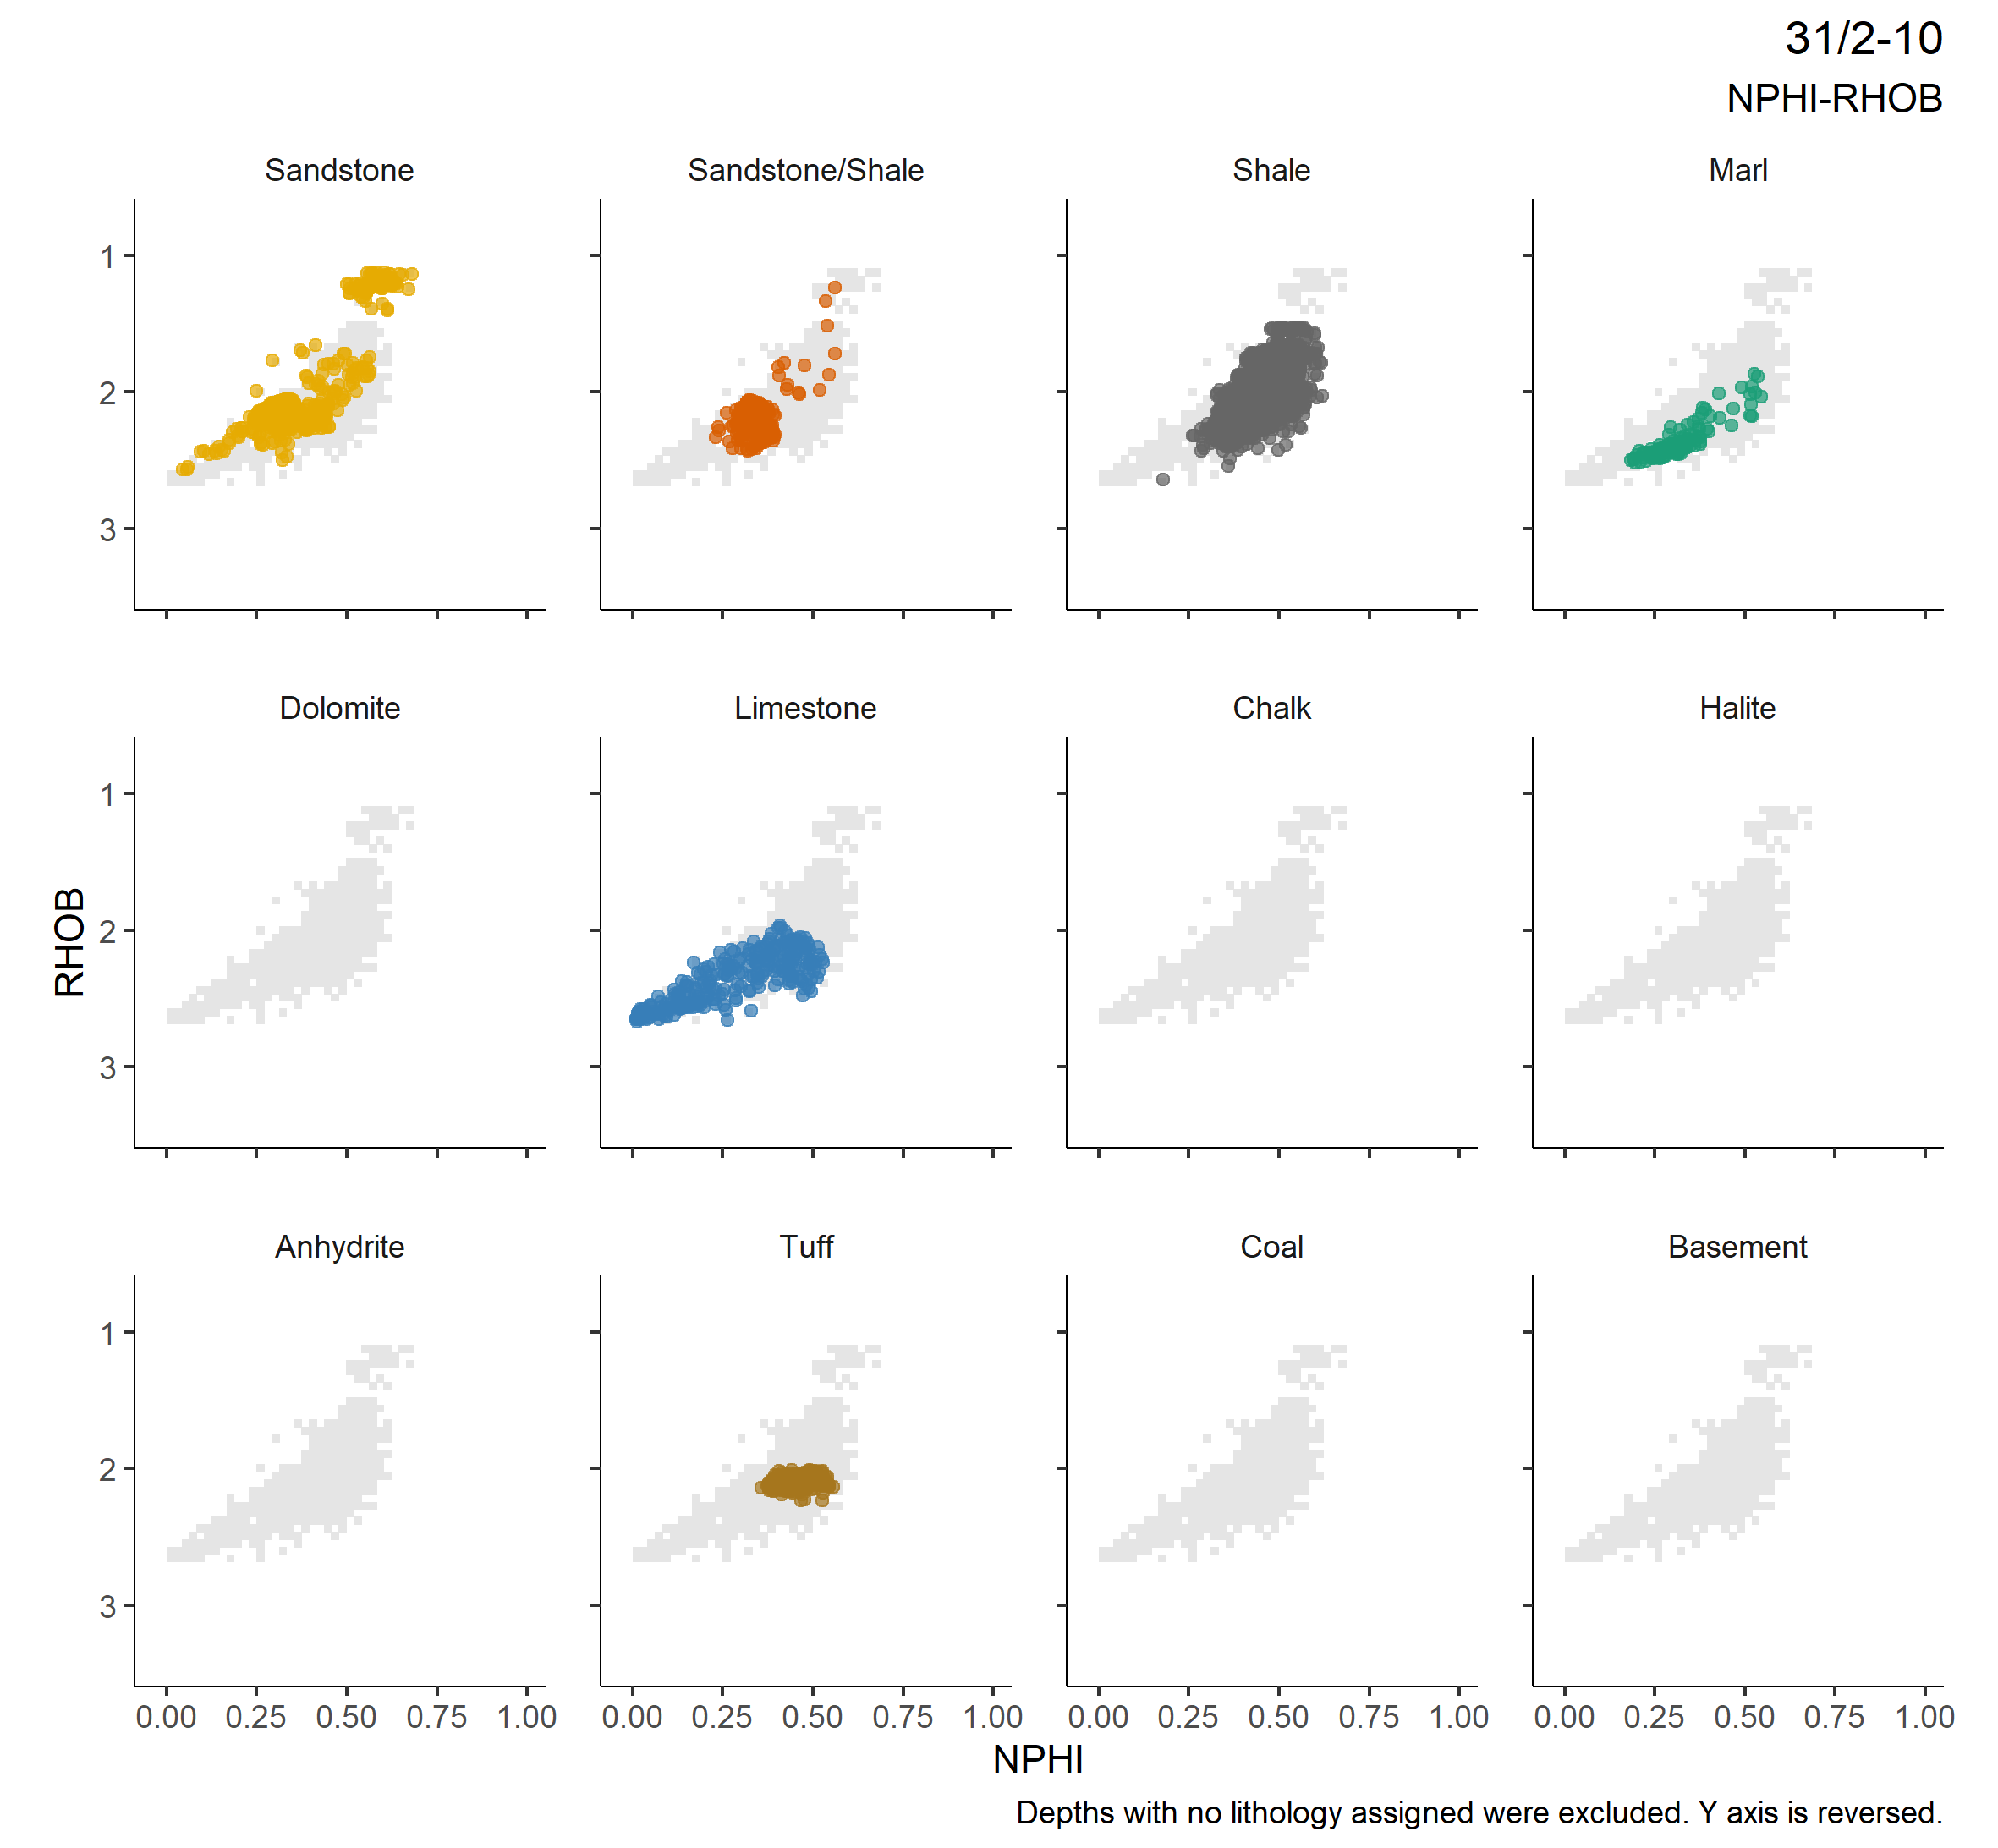 31/2-10
NPHI-RHOB
Sandstone Sandstone/Shale Shale Marl
1
2
3
Dolomite Limestone Chalk Halite
1
2
3
RHOB
Anhydrite Tuff Coal Basement
1
2
3
0.00 0.25 0.50 0.75 1.00 0.00 0.25 0.50 0.75 1.00 0.00 0.25 0.50 0.75 1.00 0.00 0.25 0.50 0.75 1.00
NPHI
Depths with no lithology assigned were excluded. Y axis is reversed.